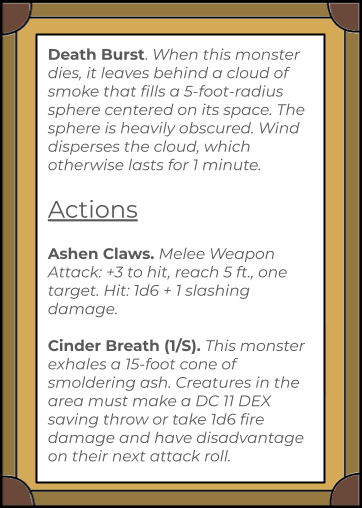 Death Burst. When this monster
dies, it leaves behind a cloud of
smoke that fills a 5-foot-radius
sphere centered on its space. The
sphere is heavily obscured. Wind
disperses the cloud, which
otherwise lasts for 1 minute.
Actions
Ashen Claws. Melee Weapon
Attack: +3 to hit, reach 5 ft., one
target. Hit: 1d6 + 1 slashing
damage.
Cinder Breath (1/S). This monster
exhales a 15-foot cone of
smoldering ash. Creatures in the
area must make a DC 11 DEX
saving throw or take 1d6 fire
damage and have disadvantage
on their next attack roll.